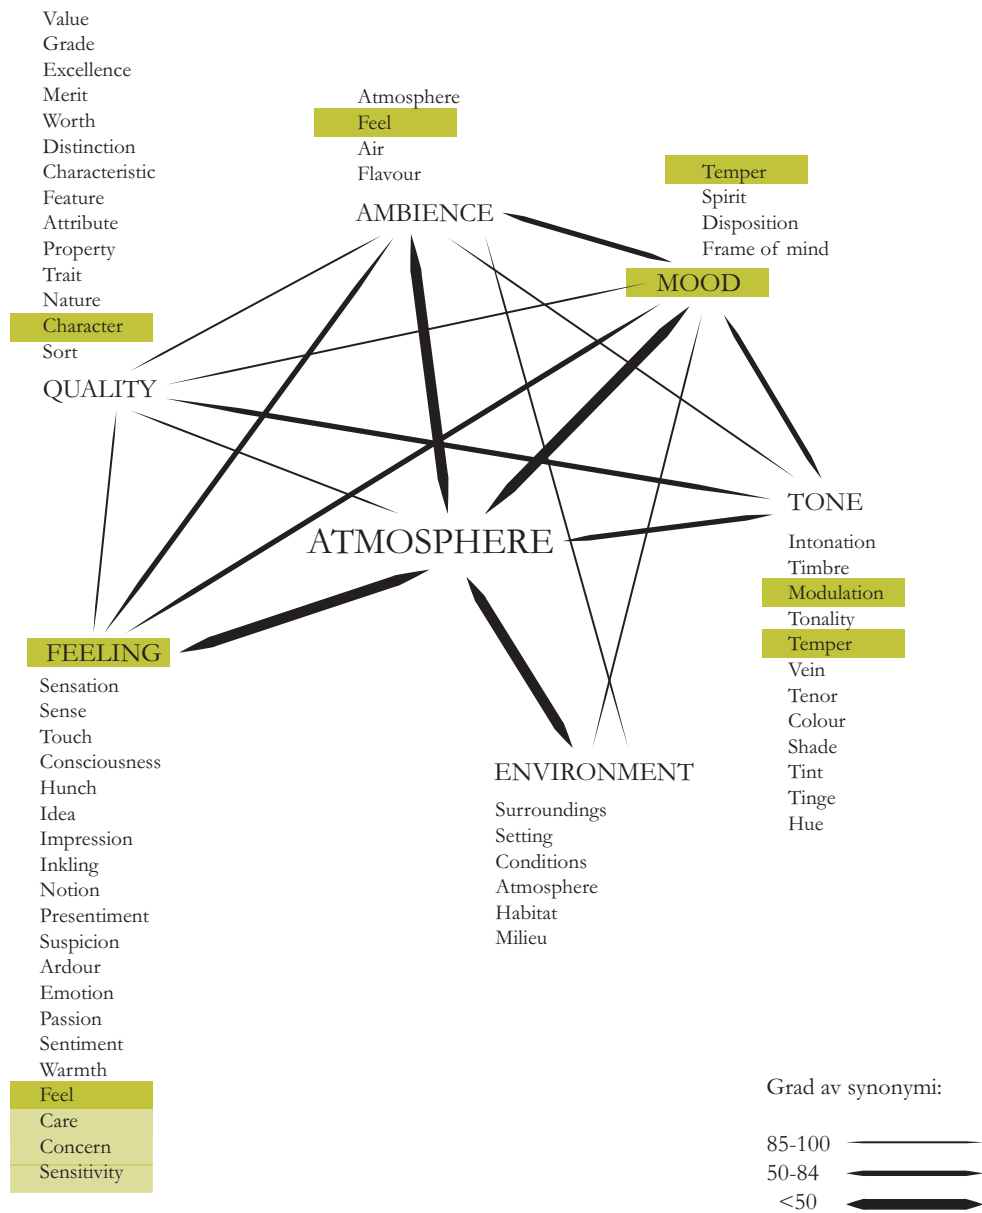 Value
Grade
Excellence
Merit
Worth
Distinction
Characteristic
Feature
Attribute
Property
Trait
Nature
Character
Sort
QUALITY
Atmosphere
Feel
Air
Flavour
AMBIENCE
Temper
Spirit
Disposition
Frame of mind
MOOD
ATMOSPHERE
TONE
Intonation
Timbre
Modulation
Tonality
Temper
Vein
Tenor
Colour
Shade
Tint
Tinge
Hue
FEELING
Sensation
Sense
Touch
Consciousness
Hunch
Idea
Impression
Inkling
Notion
Presentiment
Suspicion
Ardour
Emotion
Passion
Sentiment
Warmth
Feel
Care
Concern
Sensitivity
ENVIRONMENT
Surroundings
Setting
Conditions
Atmosphere
Habitat
Milieu
Grad av synonymi:
85-100
50-84
<50